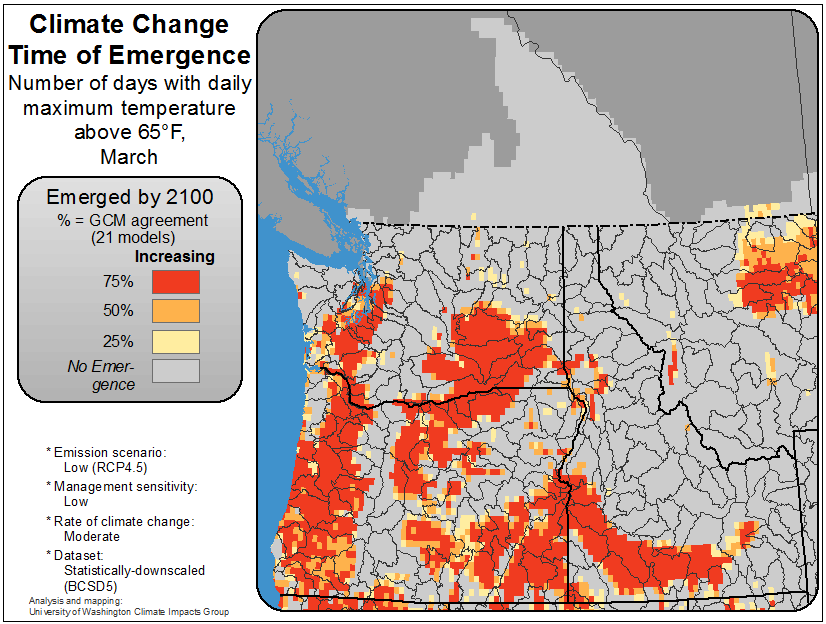 Climate Change
Time of Emergence
Number of days with daily
maximum temperature
above 65°F,
March
Emerged by 2100
% = GCM agreement
(21 models)
Increasing
75%
50%
25%
No Emer-
gence
* Emission scenario:
Low (RCP4.5)
* Management sensitivity:
Low
* Rate of climate change:
Moderate
* Dataset:
Statistically-downscaled
(BCSD5)
Analysis and mapping:
University of Washington Climate Impacts Group